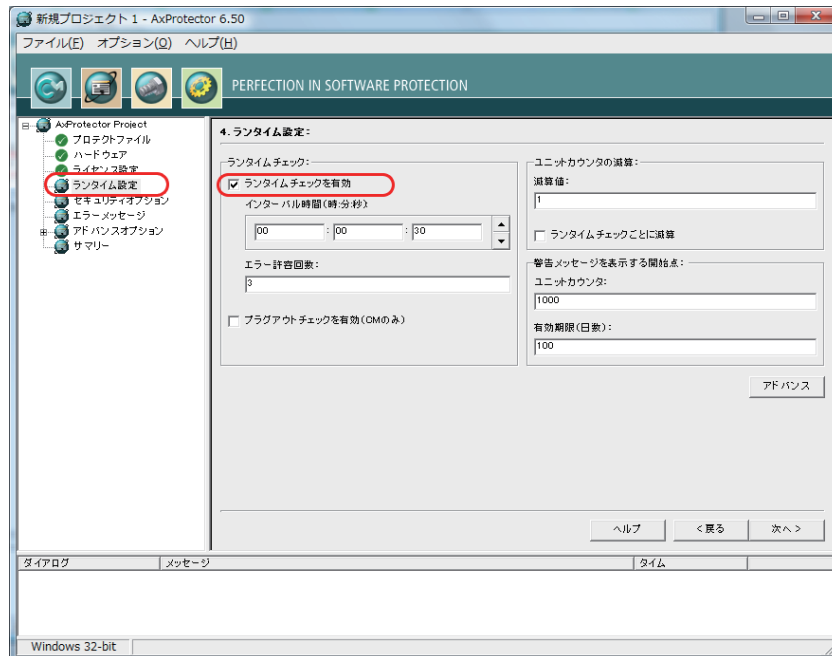 新規プロジェクト 1 - AxProtector 6.50
ファイル(F) オプション(O) ヘルプ(H)
PERFECTION IN SOFTWARE PROTECTION
AxProtector Project
プロテクトファイル
ハードウェア
ライセンス設定
ランタイム設定
セキュリティオプション
エラーメッセージ
アドバンスオプション
サマリー
4.ランタイム設定:
ランタイムチェック:
ランタイムチェックを有効
インターバル時間(時:分:秒):
00 : 00 : 30
エラー許容回数:
3
プラグアウトチェックを有効(CMのみ)
ユニットカウンタの減算:
減算値:
1
ランタイムチェックごとに減算
警告メッセージを表示する開始点:
ユニットカウンタ:
1000
有効期限(日数):
100
アドバンス
ヘルプ <戻る 次へ>
ダイアログ メッセージ タイム
Windows 32-bit